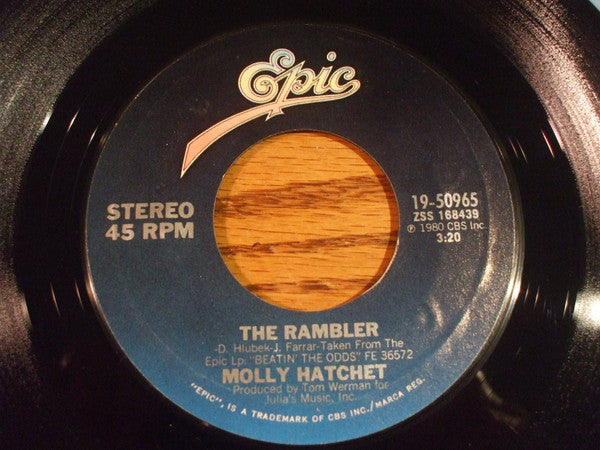 Epic
STEREO
45 RPM
19-50965
ZSS 168439
℗ 1980 CBS Inc.
3:20
THE RAMBLER
-D. Hlubek-J. Farrar-Taken From The
Epic Lp: "BEATIN' THE ODDS" FE 36572
MOLLY HATCHET
Produced by Tom Werman for
Julia's Music, Inc.
"EPIC", IS A TRADEMARK OF CBS INC./MARCA REG.